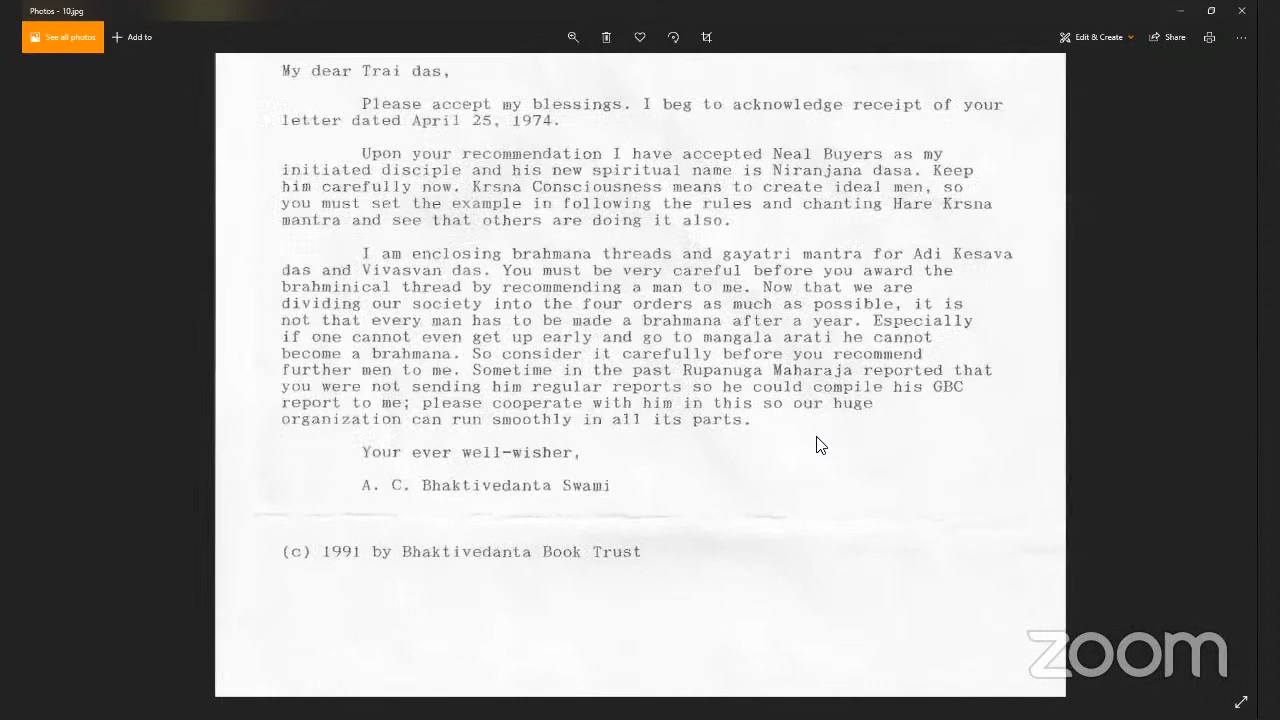 Photos - 10.jpg
See all photos
Add to
Edit & Create
Share
My dear Trai das,
Please accept my blessings. I beg to acknowledge receipt of your
letter dated April 25, 1974.
Upon your recommendation I have accepted Neal Buyers as my
initiated disciple and his new spiritual name is Niranjana dasa. Keep
him carefully now. Krsna Consciousness means to create ideal men, so
you must set the example in following the rules and chanting Hare Krsna
mantra and see that others are doing it also.
I am enclosing brahmana threads and gayatri mantra for Adi Kesava
das and Vivasvan das. You must be very careful before you award the
brahminical thread by recommending a man to me. Now that we are
dividing our society into the four orders as much as possible, it is
not that every man has to be made a brahmana after a year. Especially
if one cannot even get up early and go to mangala arati he cannot
become a brahmana. So consider it carefully before you recommend
further men to me. Sometime in the past Rupanuga Maharaja reported that
you were not sending him regular reports so he could compile his GBC
report to me; please cooperate with him in this so our huge
organization can run smoothly in all its parts.
Your ever well-wisher,
A. C. Bhaktivedanta Swami
(c) 1991 by Bhaktivedanta Book Trust
zoom